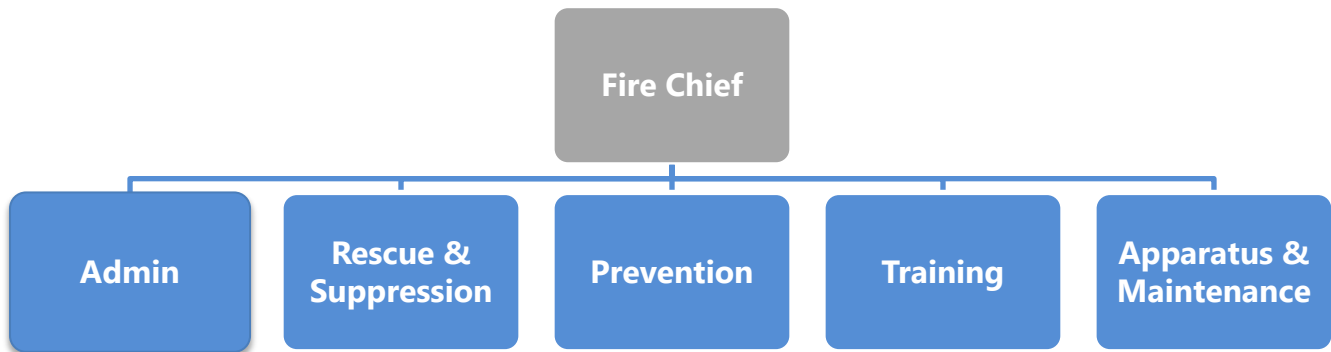 Fire Chief
Admin
Rescue &
Suppression
Prevention
Training
Apparatus &
Maintenance